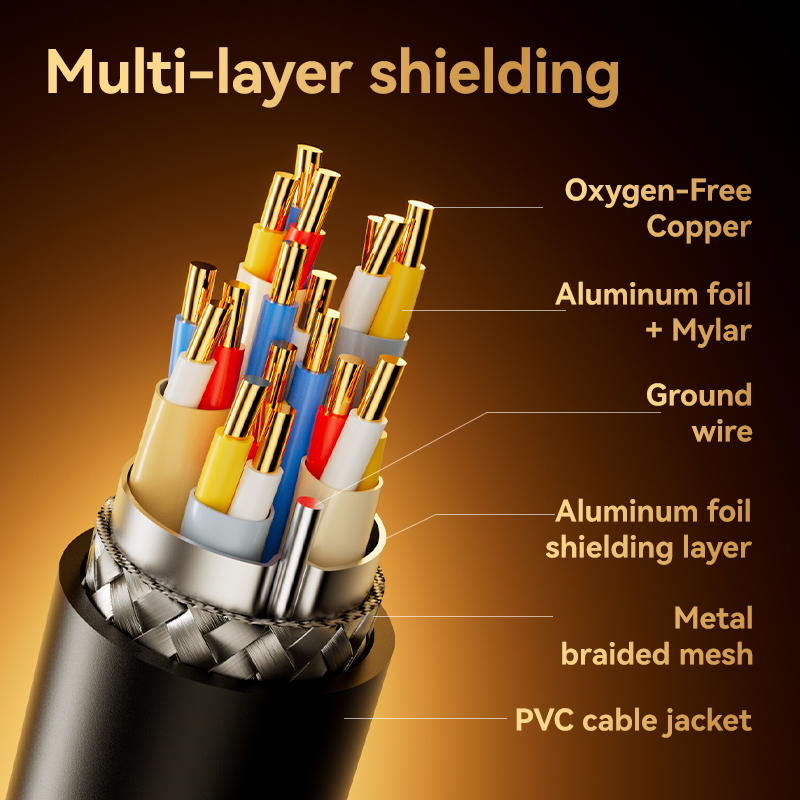 Multi-layer shielding
Oxygen-Free
Copper
Aluminum foil
+ Mylar
Ground
wire
Aluminum foil
shielding layer
Metal
braided mesh
PVC cable jacket